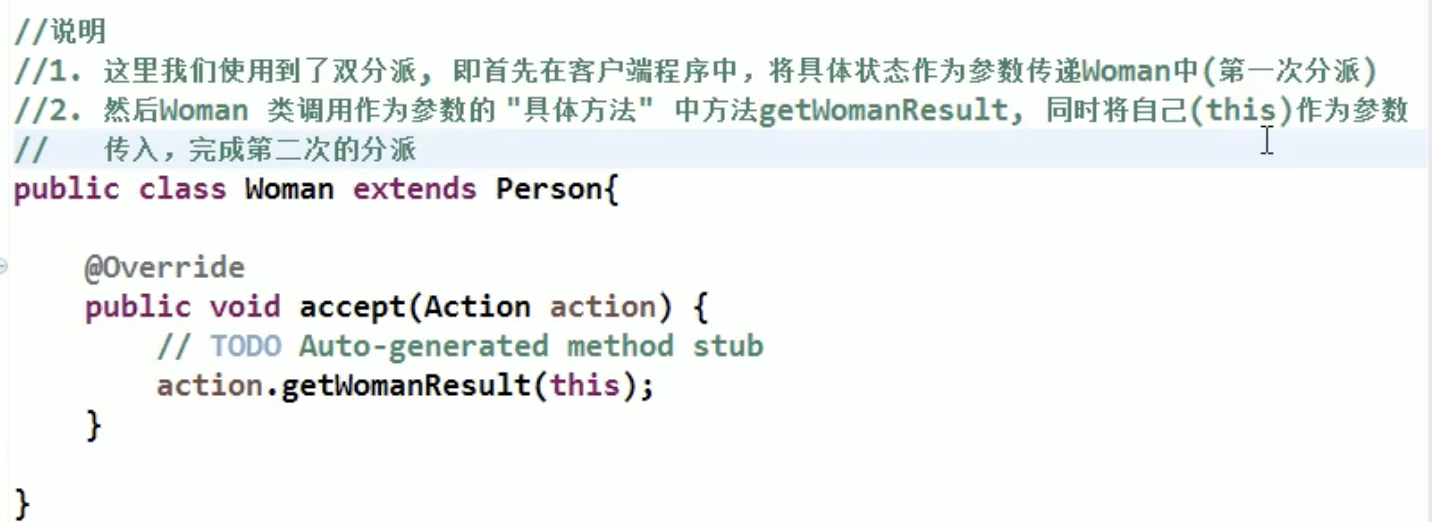 //说明
//1. 这里我们使用到了双分派, 即首先在客户端程序中，将具体状态作为参数传递Woman中(第一次分派)
//2. 然后Woman 类调用作为参数的 "具体方法" 中方法getWomanResult, 同时将自己(this)作为参数
//   传入，完成第二次的分派
public class Woman extends Person{
    @Override
    public void accept(Action action) {
        // TODO Auto-generated method stub
        action.getWomanResult(this);
    }
}